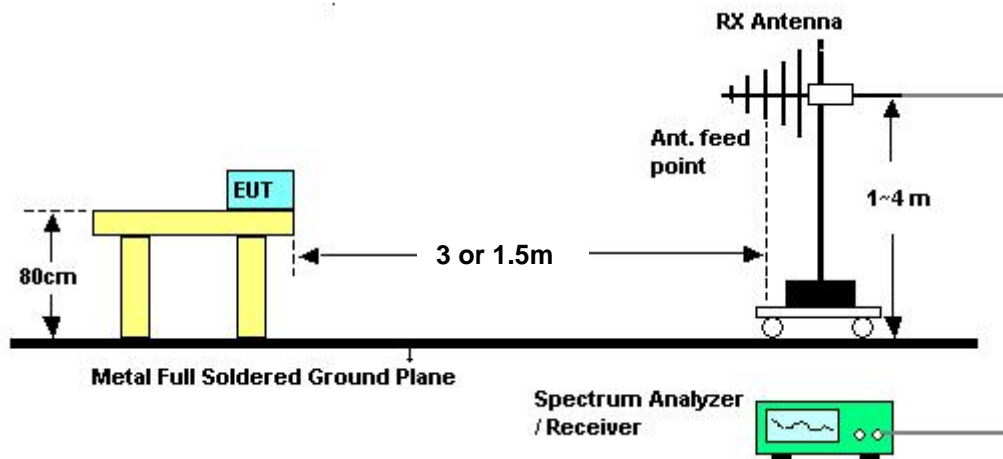 RX Antenna
Ant. feed
point
EUT
1~4 m
3 or 1.5m
80cm
Metal Full Soldered Ground Plane
Spectrum Analyzer
/ Receiver